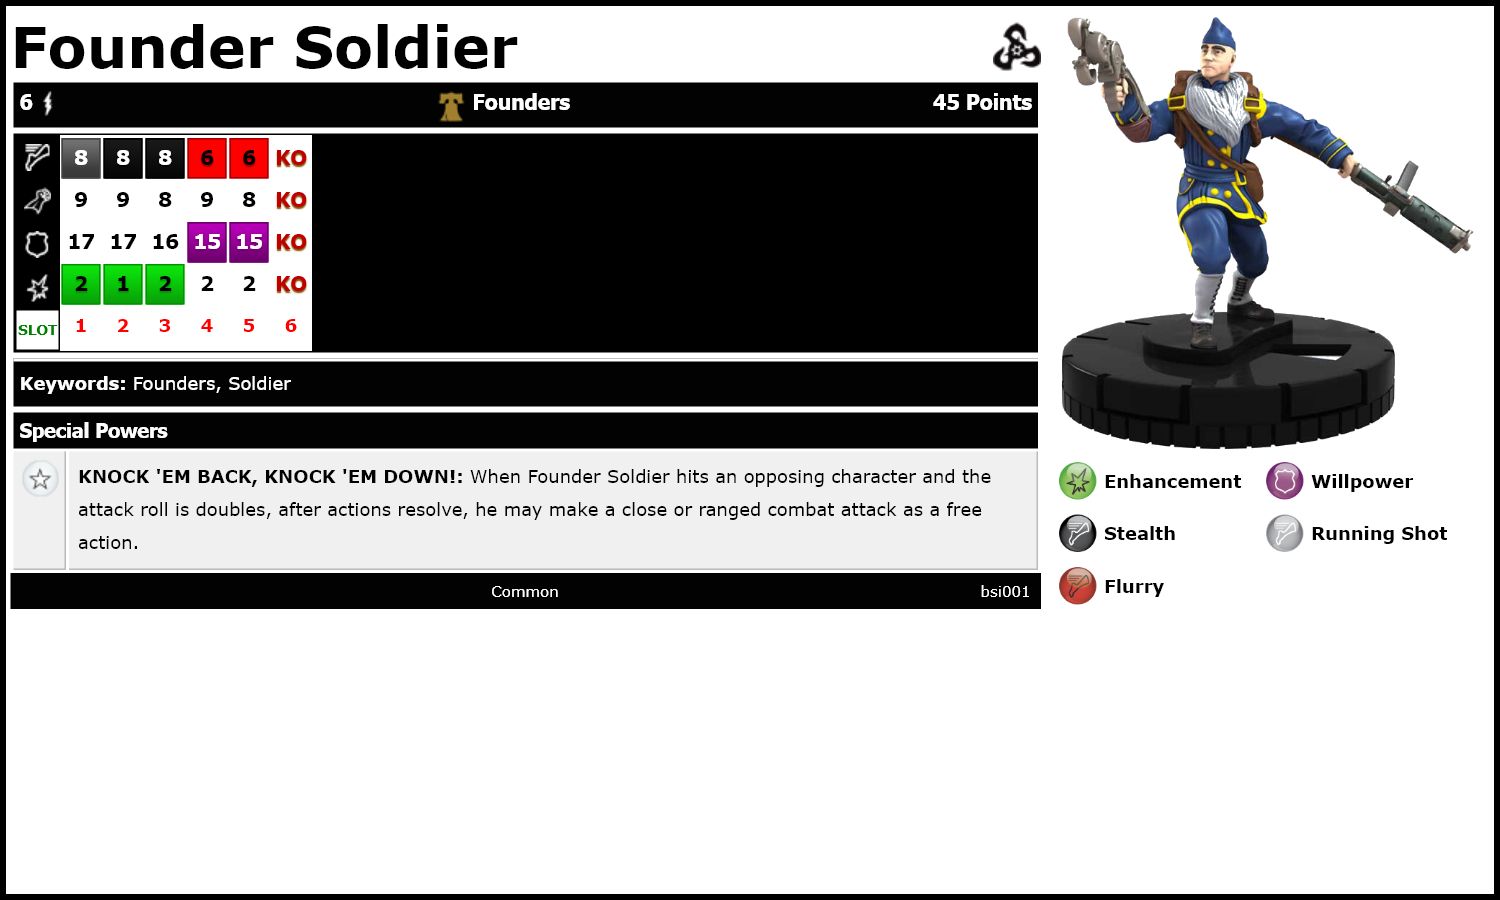 Founder Soldier
6 Founders 45 Points
8 8 8 6 6 KO
9 9 8 9 8 KO
17 17 16 15 15 KO
2 1 2 2 2 KO
SLOT 1 2 3 4 5 6
Keywords: Founders, Soldier
Special Powers
KNOCK 'EM BACK, KNOCK 'EM DOWN!: When Founder Soldier hits an opposing character and the
attack roll is doubles, after actions resolve, he may make a close or ranged combat attack as a free
action.
Common bsi001
Enhancement Willpower
Stealth Running Shot
Flurry